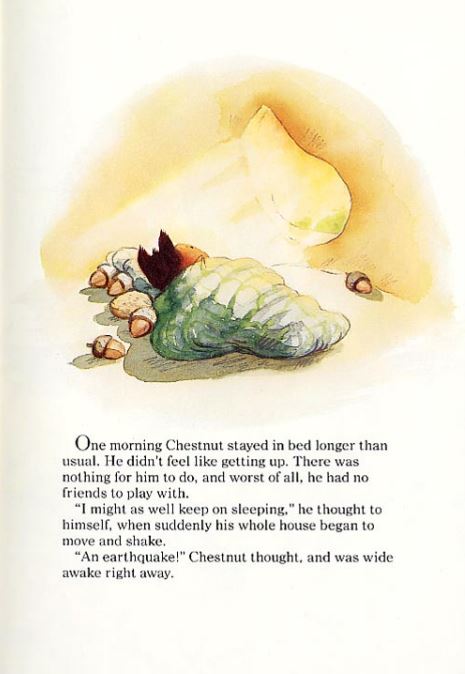 One morning Chestnut stayed in bed longer than
usual. He didn't feel like getting up. There was
nothing for him to do, and worst of all, he had no
friends to play with.
"I might as well keep on sleeping," he thought to
himself, when suddenly his whole house began to
move and shake.
"An earthquake!" Chestnut thought, and was wide
awake right away.